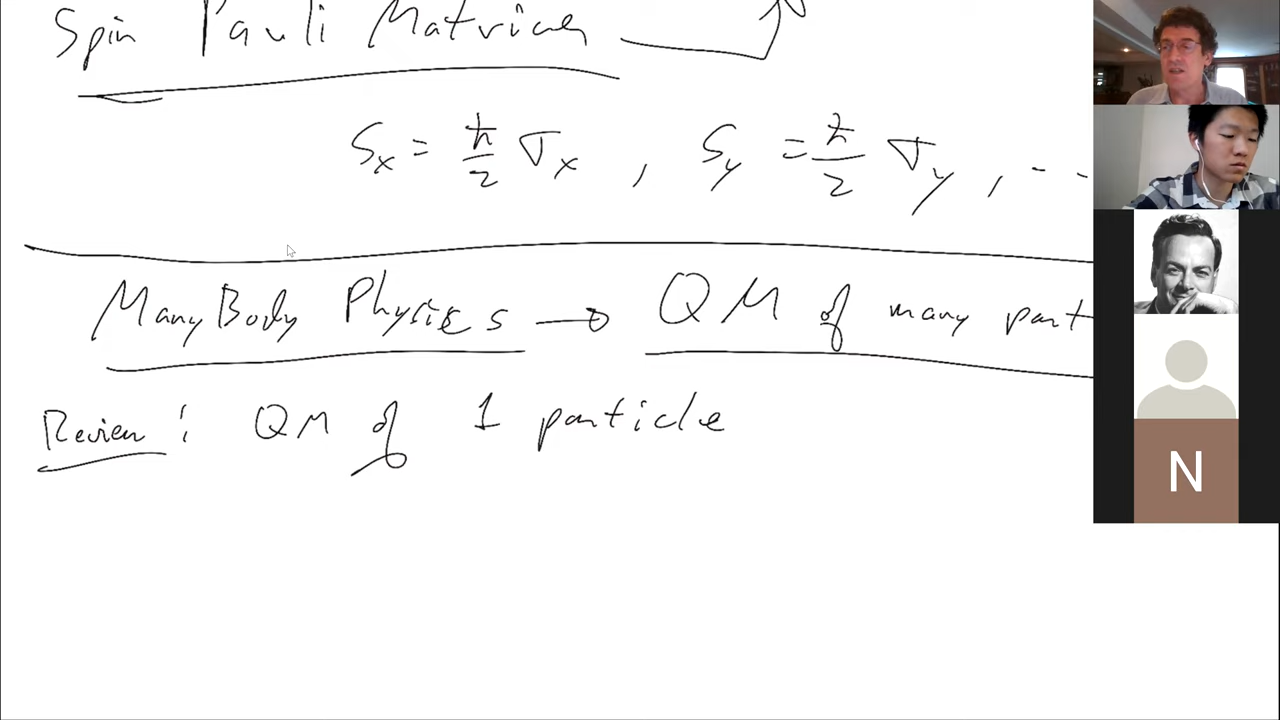 Spin Pauli Matrices
Sx = ħ/2 σx , Sy = ħ/2 σy , ...
Many Body Physics → QM of many part
Review : QM of 1 particle
N